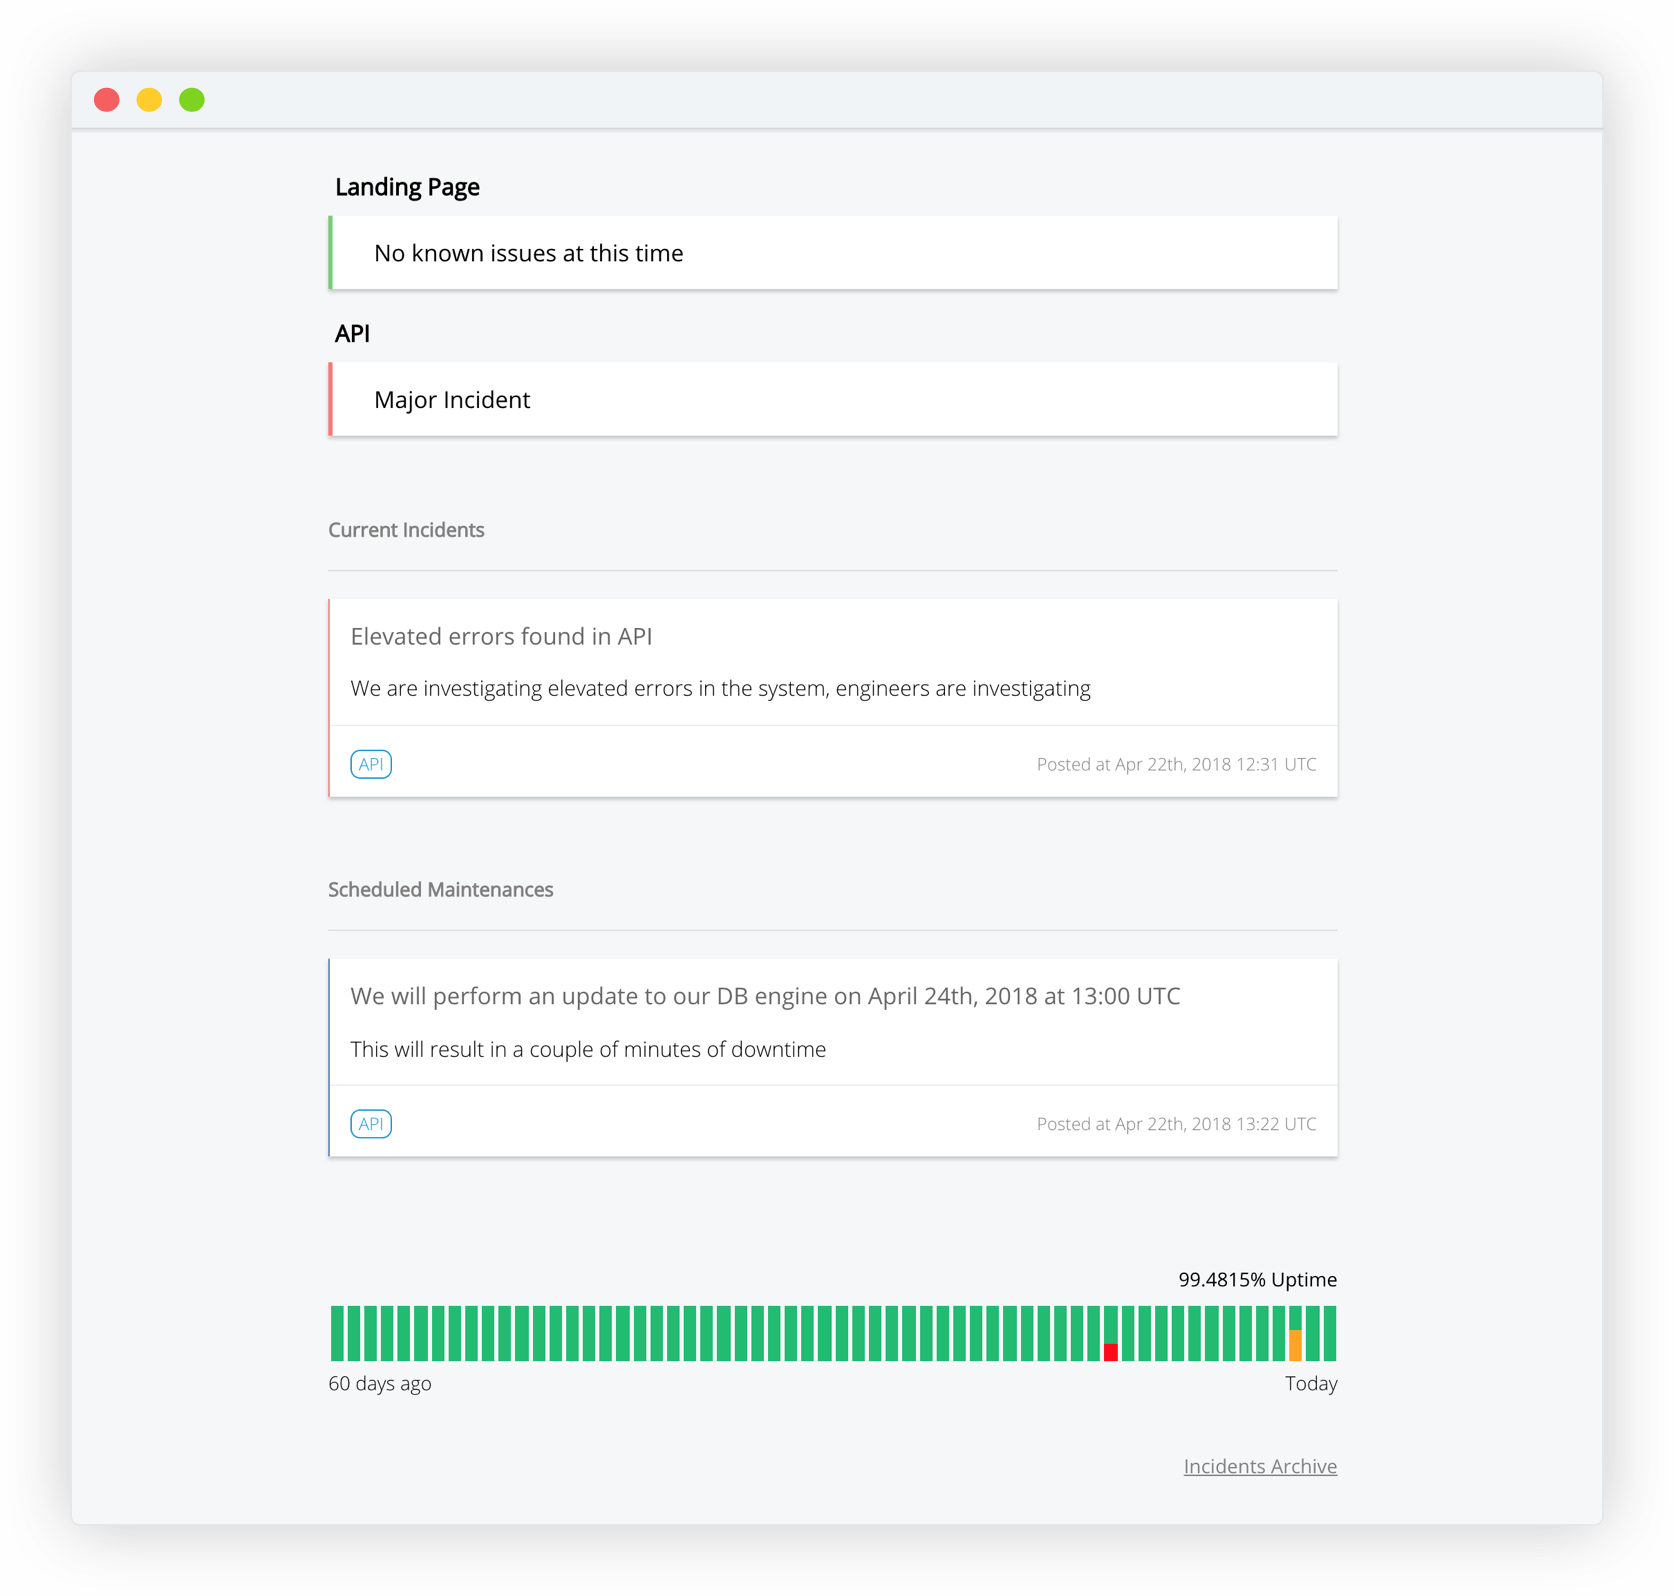 Landing Page
No known issues at this time
API
Major Incident
Current Incidents
Elevated errors found in API
We are investigating elevated errors in the system, engineers are investigating
API
Posted at Apr 22th, 2018 12:31 UTC
Scheduled Maintenances
We will perform an update to our DB engine on April 24th, 2018 at 13:00 UTC
This will result in a couple of minutes of downtime
API
Posted at Apr 22th, 2018 13:22 UTC
99.4815% Uptime
60 days ago
Today
Incidents Archive